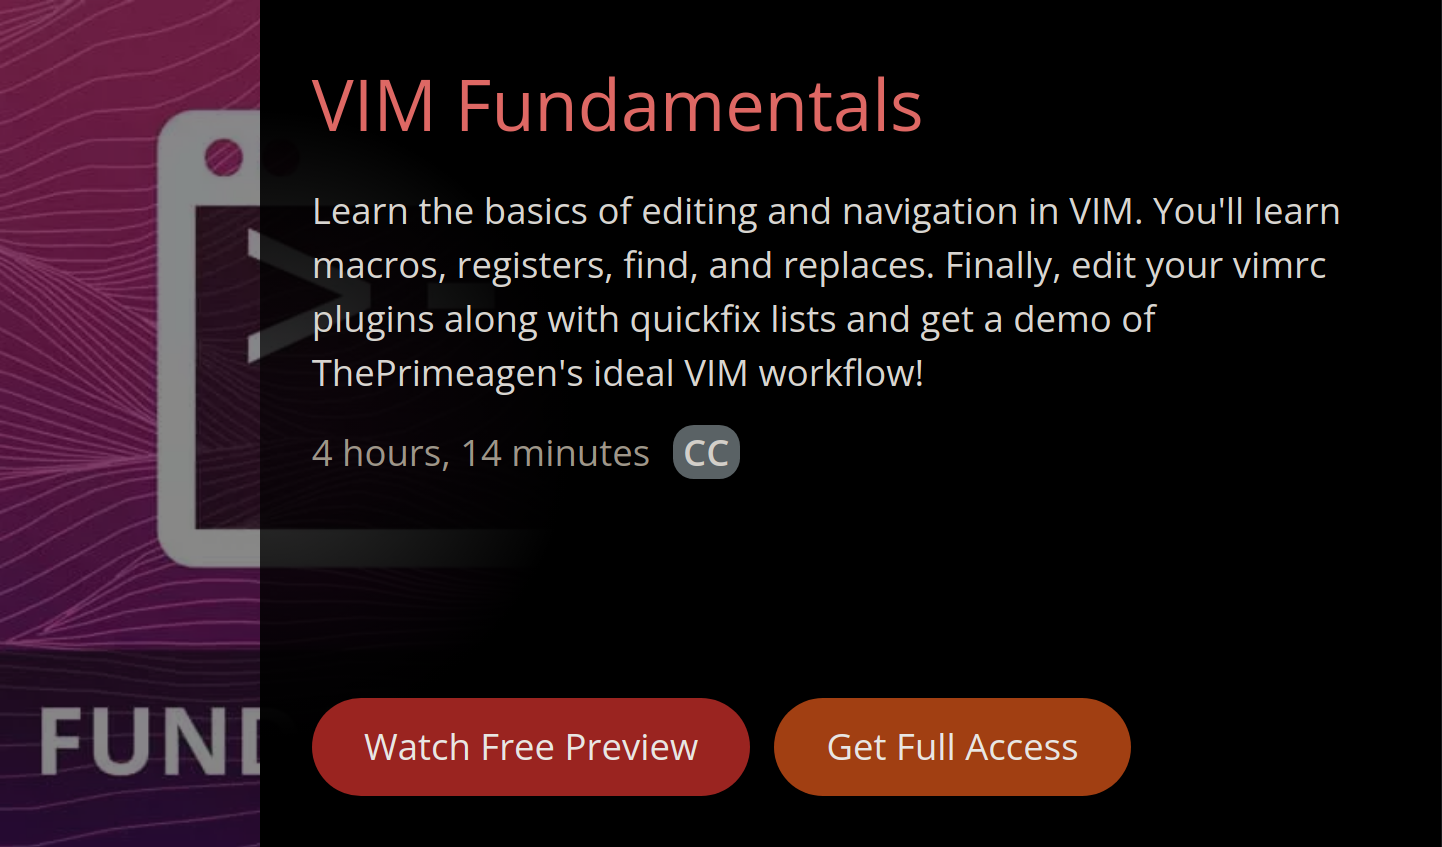 VIM Fundamentals
Learn the basics of editing and navigation in VIM. You'll learn
macros, registers, find, and replaces. Finally, edit your vimrc
plugins along with quickfix lists and get a demo of
ThePrimeagen's ideal VIM workflow!
4 hours, 14 minutes CC
FUND
Watch Free Preview Get Full Access